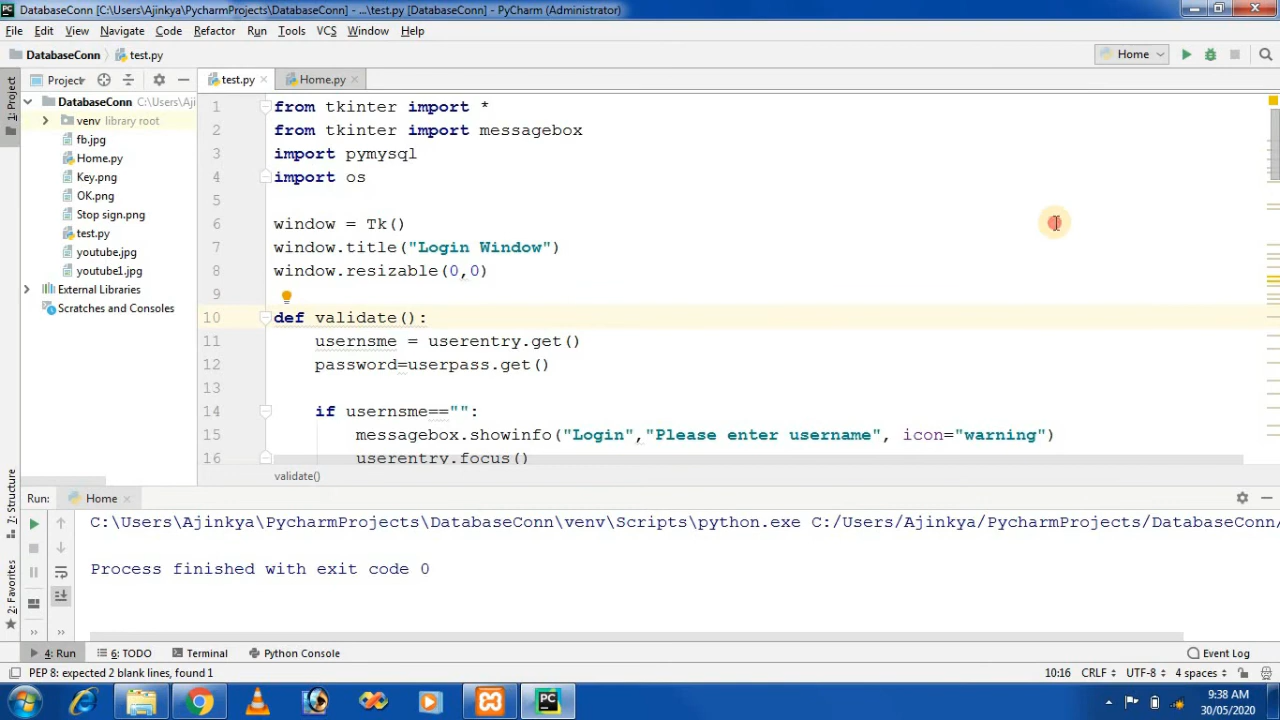 DatabaseConn [C:\Users\Ajinkya\PycharmProjects\DatabaseConn] - ...\test.py [DatabaseConn] - PyCharm (Administrator)
File Edit View Navigate Code Refactor Run Tools VCS Window Help
DatabaseConn test.py Home
Project test.py Home.py
1: Project
DatabaseConn C:\Users\Aji
venv library root
fb.jpg
Home.py
Key.png
OK.png
Stop sign.png
test.py
youtube.jpg
youtube1.jpg
External Libraries
Scratches and Consoles
1 from tkinter import *
2 from tkinter import messagebox
3 import pymysql
4 import os
5
6 window = Tk()
7 window.title("Login Window")
8 window.resizable(0,0)
9
10 def validate():
11 usernsme = userentry.get()
12 password=userpass.get()
13
14 if usernsme=="":
15 messagebox.showinfo("Login","Please enter username", icon="warning")
16 userentry.focus()
validate()
7: Structure
2: Favorites
Run: Home
C:\Users\Ajinkya\PycharmProjects\DatabaseConn\venv\Scripts\python.exe C:/Users/Ajinkya/PycharmProjects/DatabaseConn/
Process finished with exit code 0
4: Run 6: TODO Terminal Python Console Event Log
PEP 8: expected 2 blank lines, found 1 10:16 CRLF UTF-8 4 spaces
PC
9:38 AM
30/05/2020